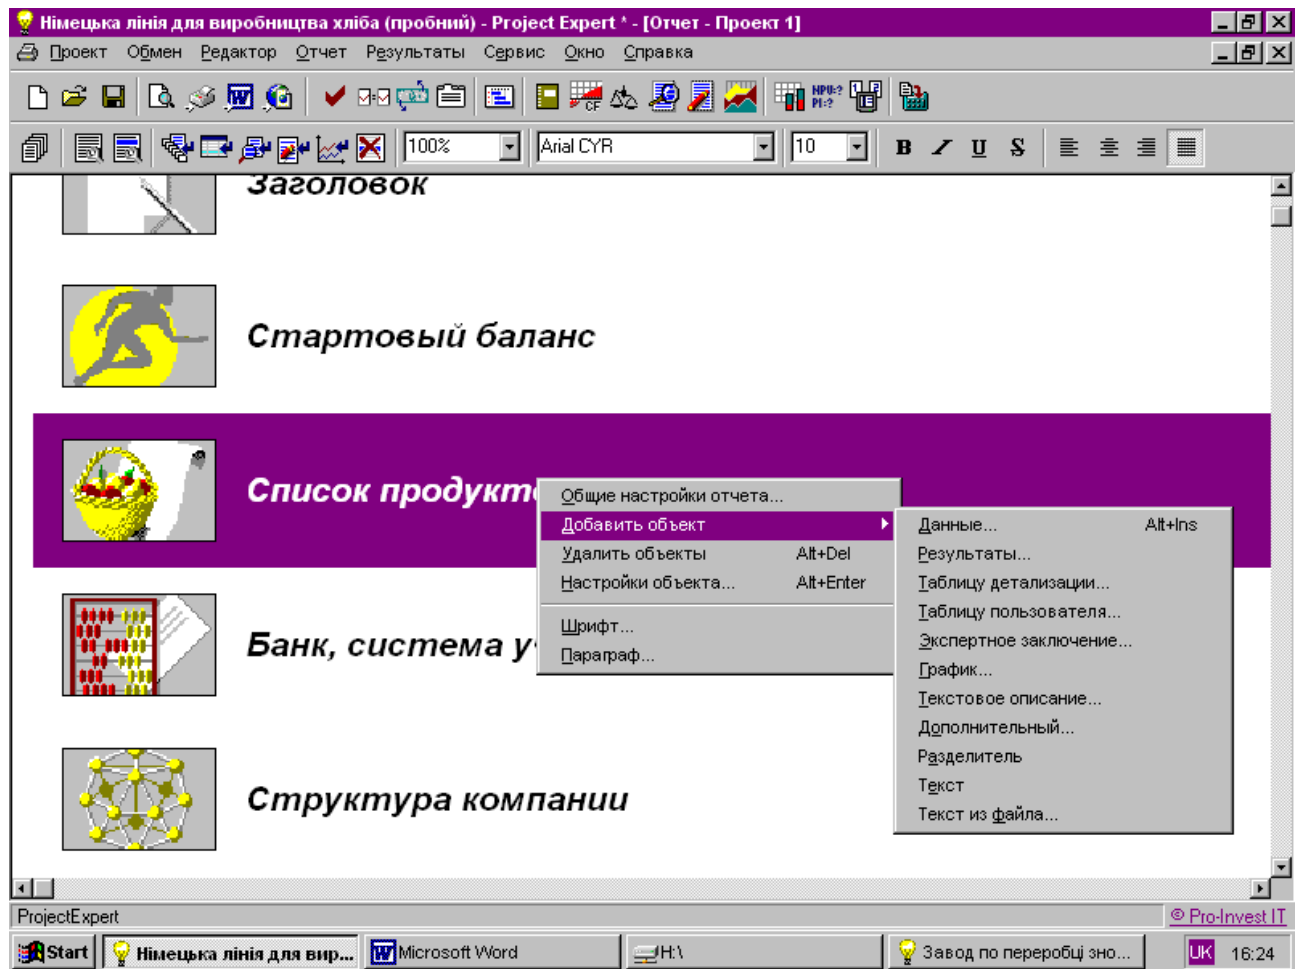 Німецька лінія для виробництва хліба (пробний) - Project Expert * - [Отчет - Проект 1]
Проект Обмен Редактор Отчет Результаты Сервис Окно Справка
CF
NPV=?
PI=?
100%
Arial CYR
10
B I U S
Заголовок
Стартовый баланс
Список продукт
Общие настройки отчета...
Добавить объект
Удалить объекты Alt+Del
Настройки объекта... Alt+Enter
Шрифт...
Параграф...
Данные... Alt+Ins
Результаты...
Таблицу детализации...
Таблицу пользователя...
Экспертное заключение...
График...
Текстовое описание...
Дополнительный...
Разделитель
Текст
Текст из файла...
Банк, система у
Структура компании
ProjectExpert
© Pro-Invest IT
Start
Німецька лінія для вир...
Microsoft Word
H:\
Завод по переробці зно...
UK 16:24